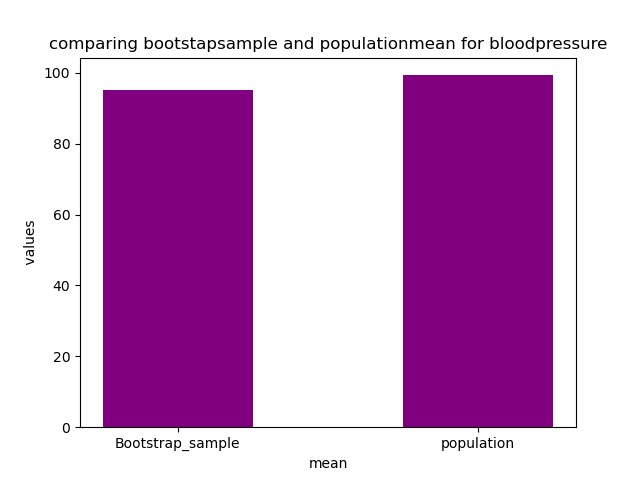 comparing bootstapsample and populationmean for bloodpressure
100
80
60
40
20
0
values
Bootstrap_sample population
mean